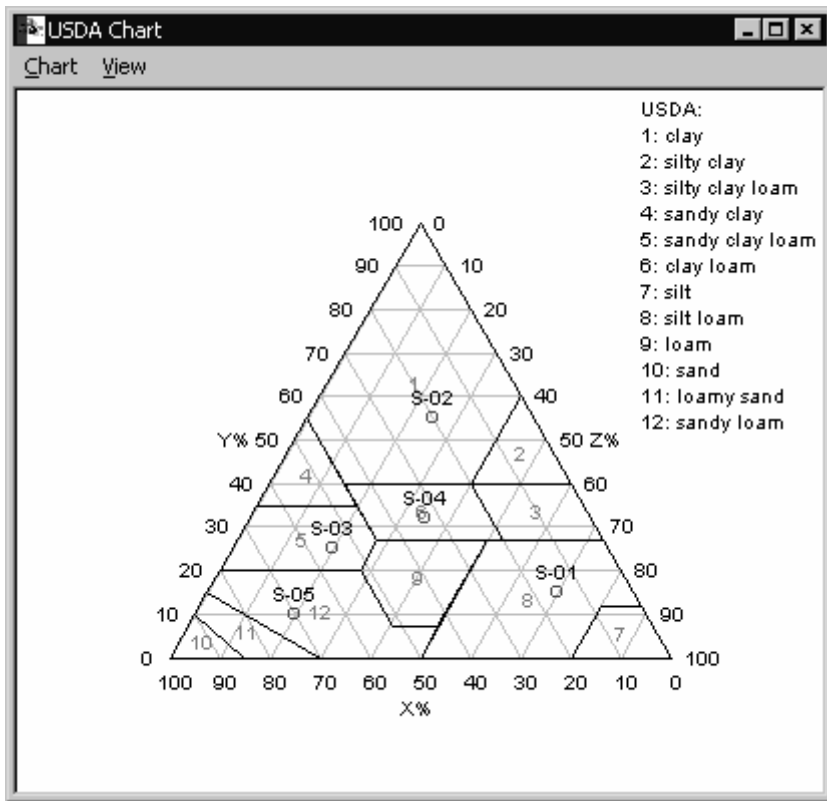 USDA Chart
Chart View
USDA:
1: clay
2: silty clay
3: silty clay loam
4: sandy clay
5: sandy clay loam
6: clay loam
7: silt
8: silt loam
9: loam
10: sand
11: loamy sand
12: sandy loam
100 0
90 10
80 20
70 30
1
60 S-02 40
Y% 50 50 Z%
2
4
40 60
S-04
6 3
30 S-03 70
5
20 S-01 80
9
S-05 8
10 12 90
11 7
10
0 100
100 90 80 70 60 50 40 30 20 10 0
X%